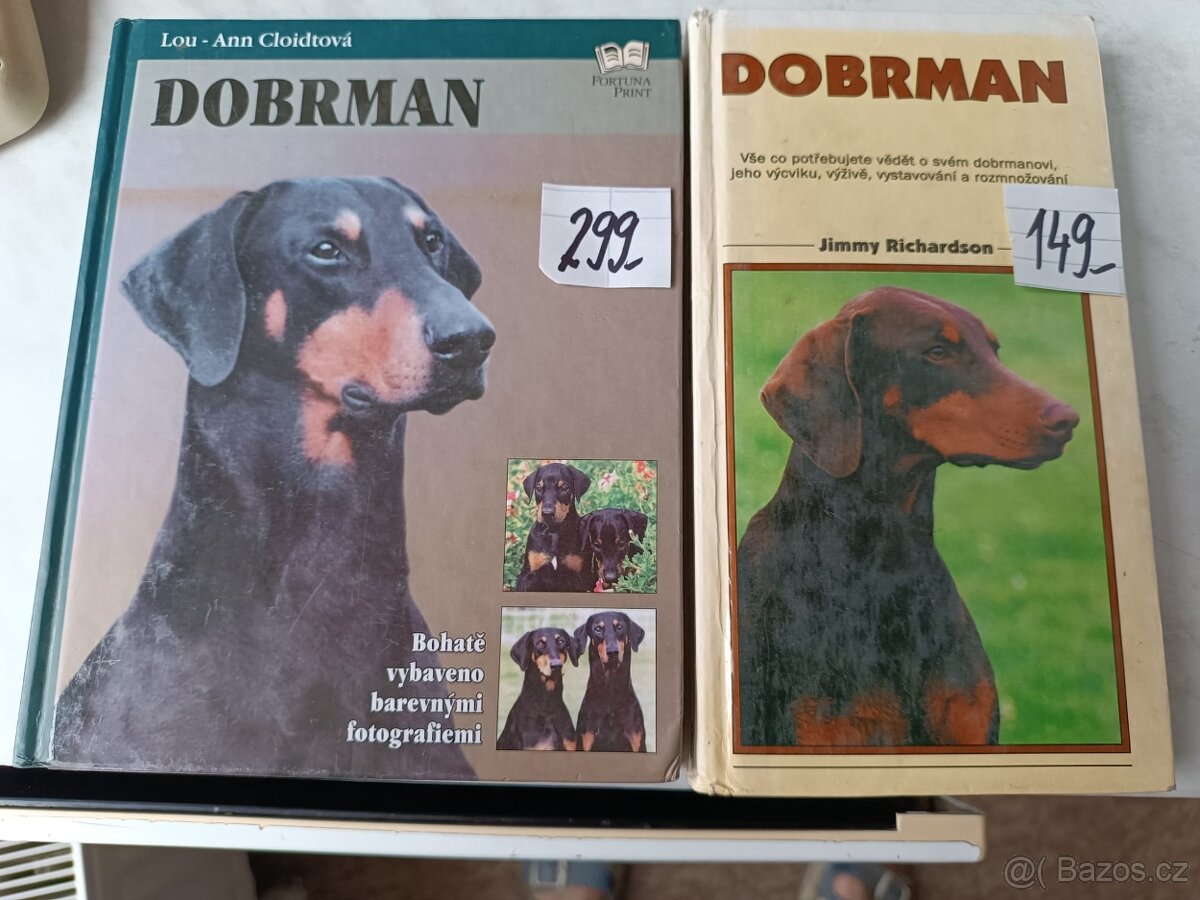 Lou - Ann Cloidtová
FORTUNA
PRINT
DOBRMAN
299,-
Bohatě
vybaveno
barevnými
fotografiemi
DOBRMAN
Vše co potřebujete vědět o svém dobrmanovi,
jeho výcviku, výživě, vystavování a rozmnožování
Jimmy Richardson
149,-
@( Bazos.cz